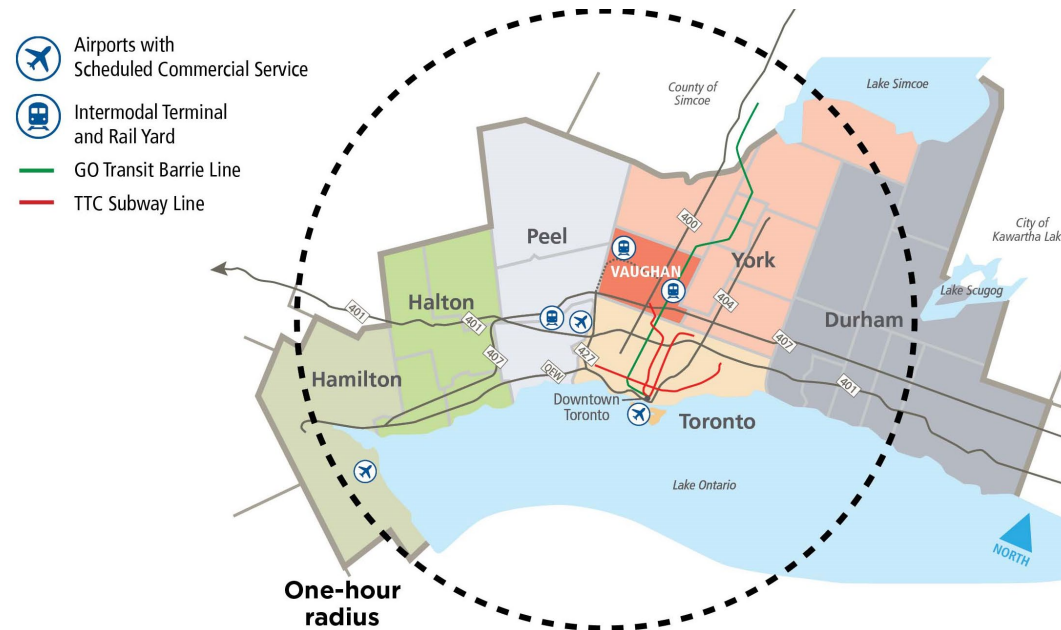 Airports with
Scheduled Commercial Service
Intermodal Terminal
and Rail Yard
GO Transit Barrie Line
TTC Subway Line
County of
Simcoe
Lake Simcoe
City of
Kawartha Lak
Peel
400
VAUGHAN
York
404
Lake Scugog
Halton
401
401
407
427
QEW
407
Durham
401
Hamilton
Downtown
Toronto
Toronto
Lake Ontario
NORTH
One-hour
radius